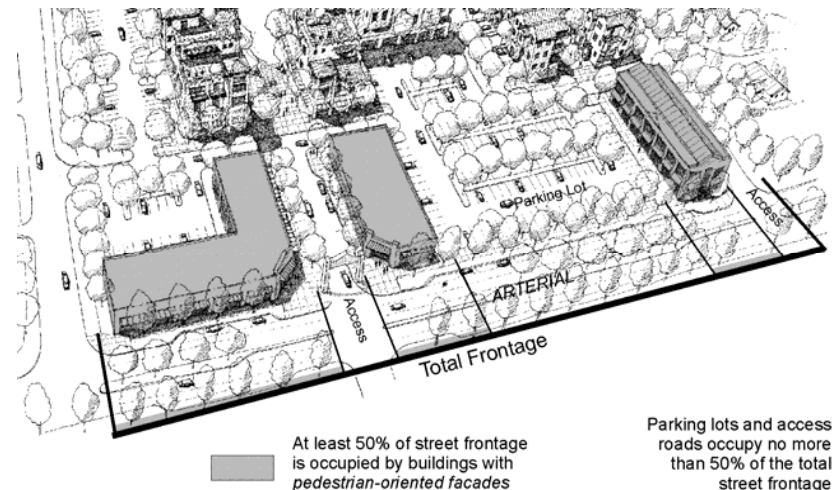 Parking Lot
Access
ARTERIAL
Access
Total Frontage
At least 50% of street frontage
is occupied by buildings with
pedestrian-oriented facades
Parking lots and access
roads occupy no more
than 50% of the total
street frontage